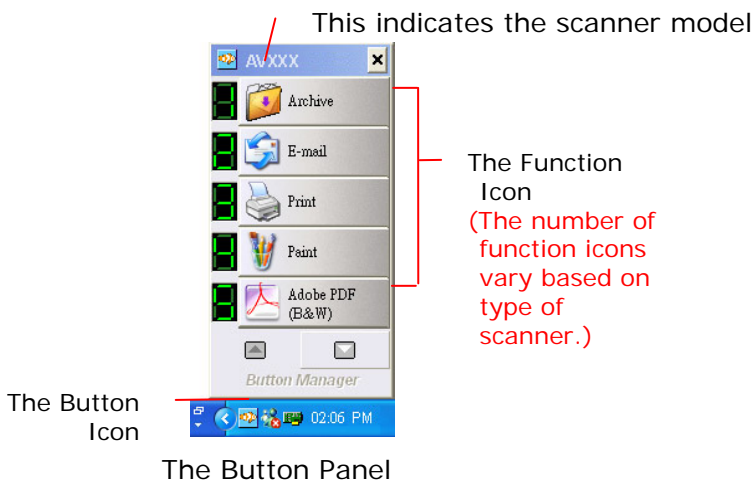 This indicates the scanner model
AVXXX
Archive
E-mail
Print
Paint
Adobe PDF
(B&W)
Button Manager
02:06 PM
The Function
Icon
(The number of
function icons
vary based on
type of
scanner.)
The Button
Icon
The Button Panel